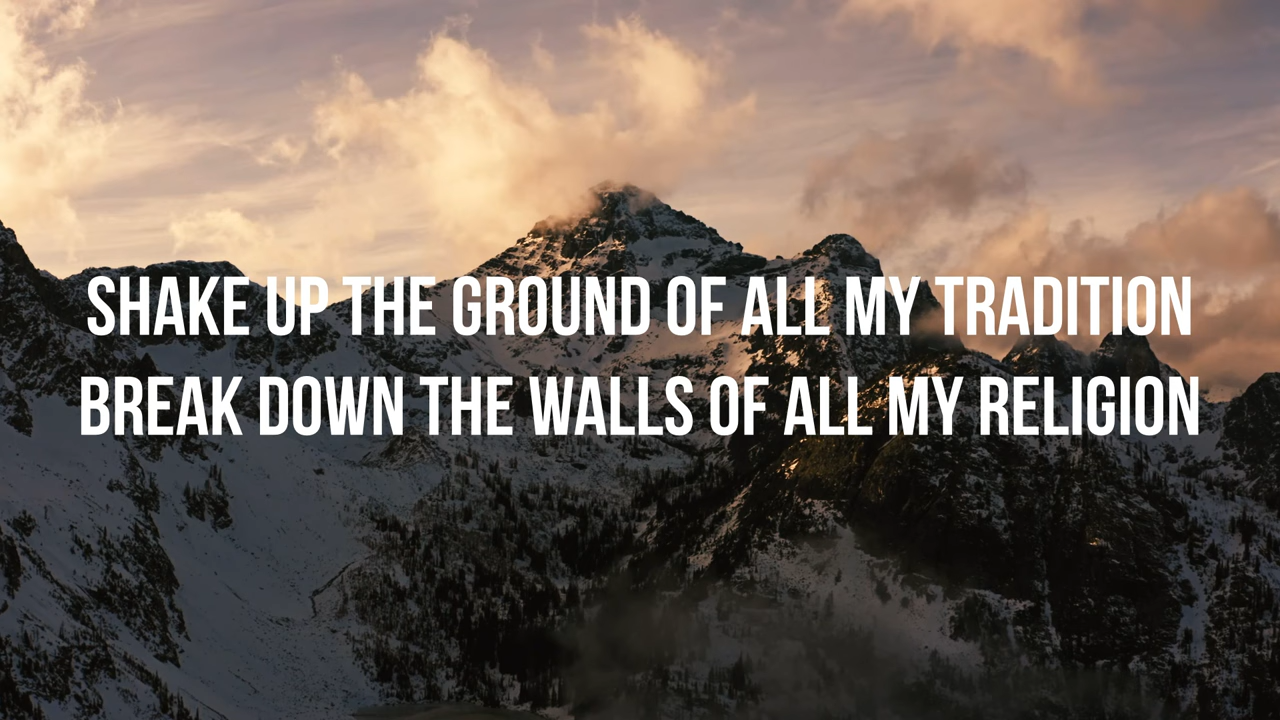 SHAKE UP THE GROUND OF ALL MY TRADITION
BREAK DOWN THE WALLS OF ALL MY RELIGION